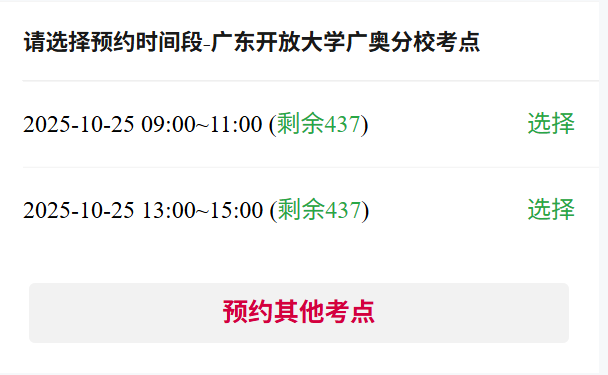 请选择预约时间段-广东开放大学广奥分校考点
2025-10-25 09:00~11:00 (剩余437) 选择
2025-10-25 13:00~15:00 (剩余437) 选择
预约其他考点